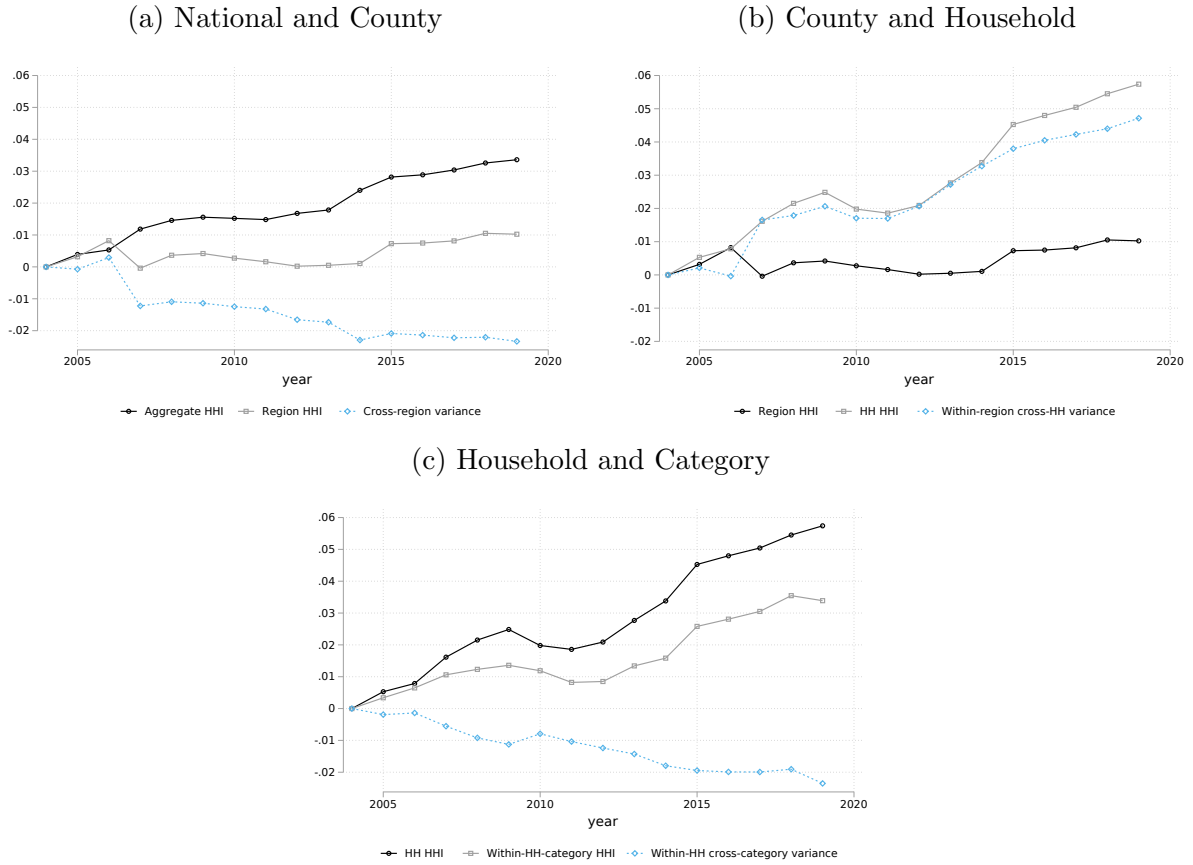 (a) National and County
.06
.05
.04
.03
.02
.01
0
-.01
-.02
2005 2010 2015 2020
year
Aggregate HHI Region HHI Cross-region variance
(b) County and Household
.06
.05
.04
.03
.02
.01
0
-.01
-.02
2005 2010 2015 2020
year
Region HHI HH HHI Within-region cross-HH variance
(c) Household and Category
.06
.05
.04
.03
.02
.01
0
-.01
-.02
2005 2010 2015 2020
year
HH HHI Within-HH-category HHI Within-HH cross-category variance